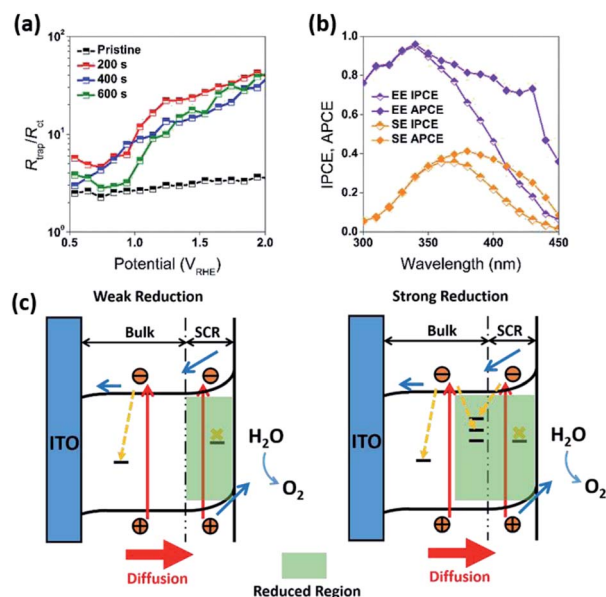 (a)
Pristine
200 s
400 s
600 s
R_trap/R_ct
10²
10¹
10⁰
0.5 1.0 1.5 2.0
Potential (V_RHE)
(b)
IPCE, APCE
1.0
0.8
0.6
0.4
0.2
0.0
EE IPCE
EE APCE
SE IPCE
SE APCE
300 350 400 450
Wavelength (nm)
(c)
Weak Reduction
Bulk SCR
ITO
H₂O
O₂
Diffusion
Strong Reduction
Bulk SCR
ITO
H₂O
O₂
Diffusion
Reduced Region